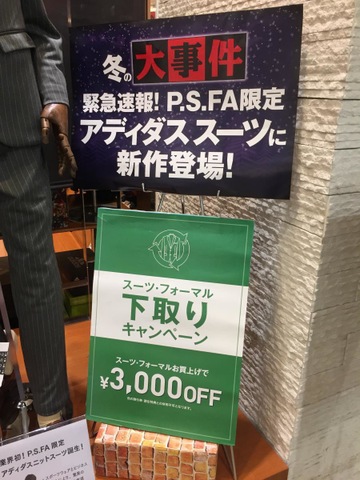 冬の大事件
緊急速報! P.S.FA限定
アディダススーツに
新作登場!
スーツ・フォーマル
下取り
キャンペーン
スーツ・フォーマルお買上げで
¥3,000OFF
業界初! P.S.FA 限定
アディダスニットスーツ誕生!